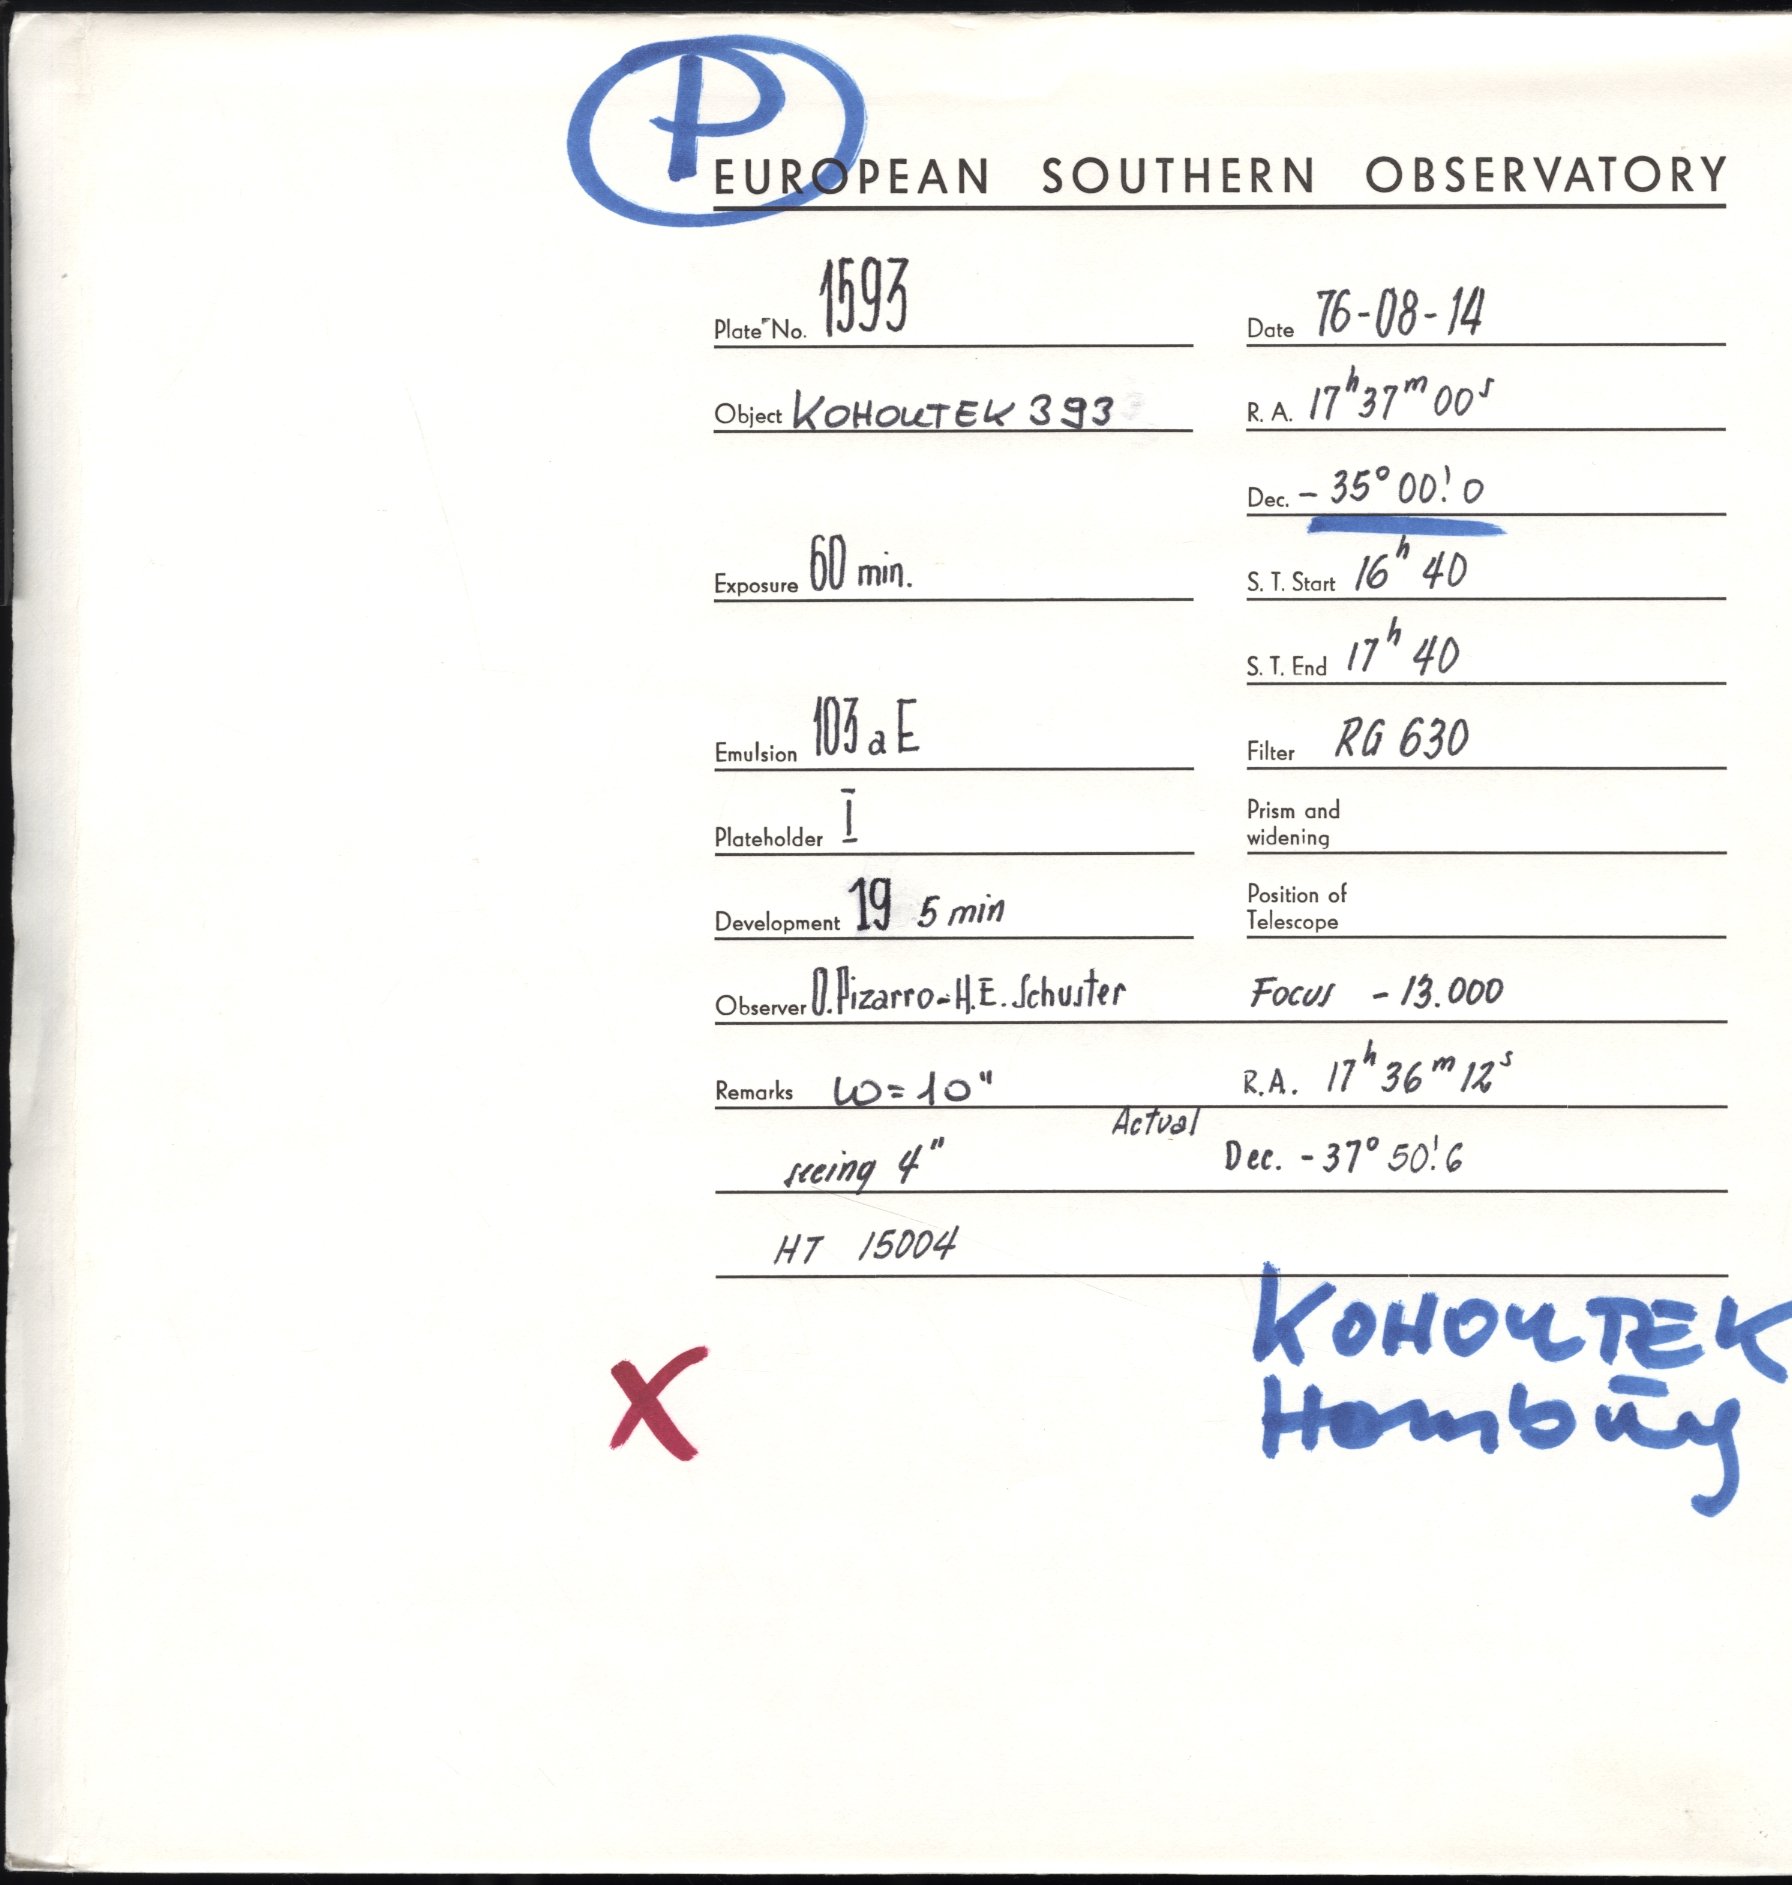 P
EUROPEAN SOUTHERN OBSERVATORY
Plate No. 1593
Date 76-08-14
Object KOHOUTEK 393
R. A. 17h37m00s
Dec. - 35° 00!0
Exposure 60 min.
S. T. Start 16h 40
S. T. End 17h 40
Emulsion 103 a E
Filter RG 630
Plateholder I
Prism and
widening
Development 19 5 min
Position of
Telescope
Observer O. Pizarro - H.E. Schuster
Focus - 13.000
Remarks ω = 10"
R.A. 17h 36m 12s
Actual
seeing 4"
Dec. - 37° 50!6
HT 15004
KOHOUTEK
X
Hamburg